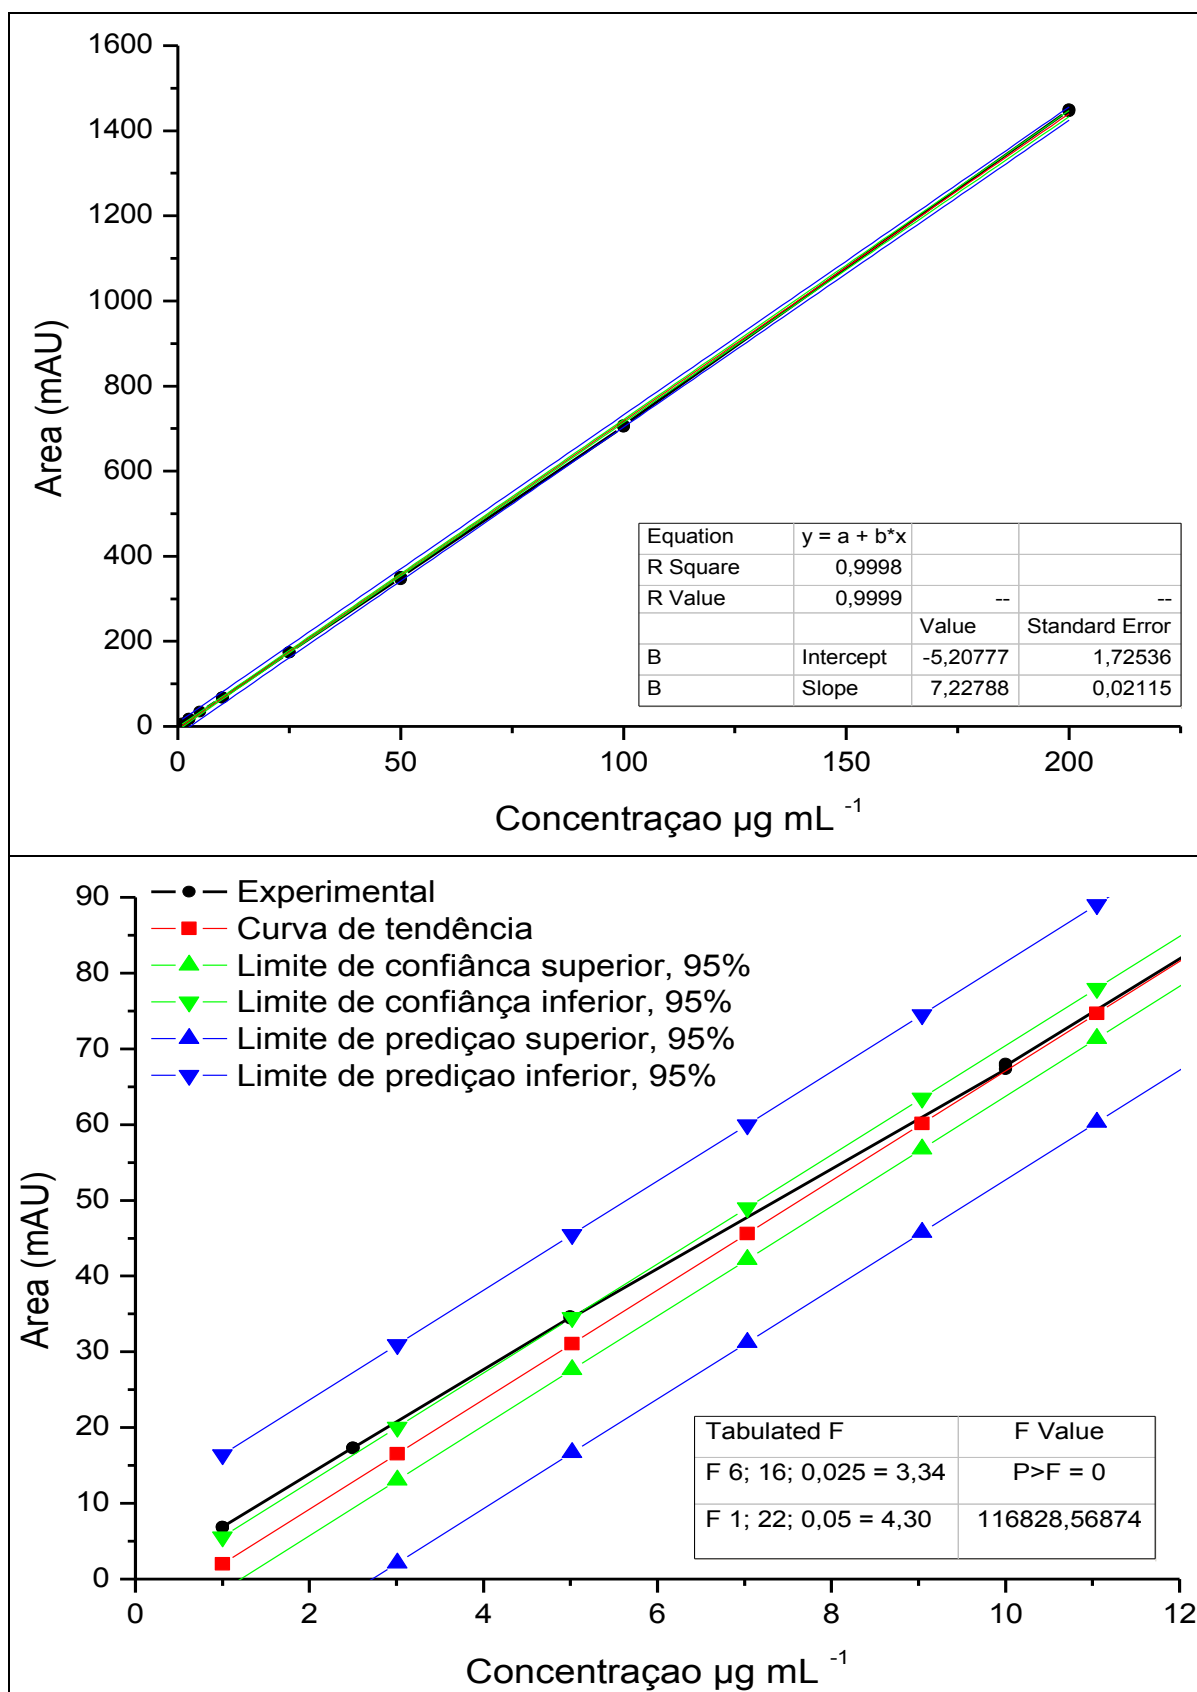 1600
1400
1200
1000
800
600
400
200
0
Area (mAU)
Equation y = a + b*x
R Square 0,9998
R Value 0,9999 -- --
Value Standard Error
B Intercept -5,20777 1,72536
B Slope 7,22788 0,02115
0 50 100 150 200
Concentraçao µg mL -1
Experimental
Curva de tendência
Limite de confiânca superior, 95%
Limite de confiânça inferior, 95%
Limite de prediçao superior, 95%
Limite de prediçao inferior, 95%
90
80
70
60
50
40
30
20
10
0
Area (mAU)
Tabulated F F Value
F 6; 16; 0,025 = 3,34 P>F = 0
F 1; 22; 0,05 = 4,30 116828,56874
0 2 4 6 8 10 12
Concentraçao µg mL -1